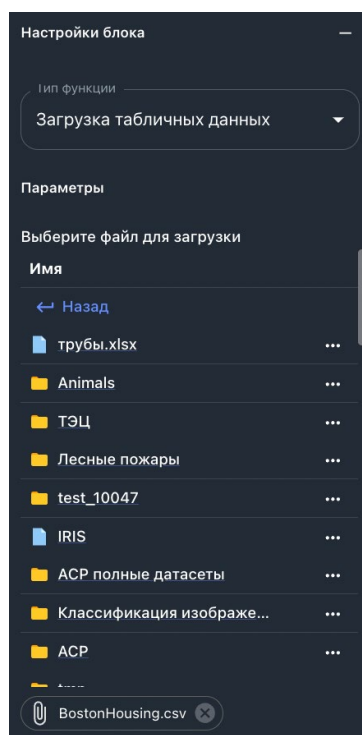 Настройки блока
Тип функции
Загрузка табличных данных
Параметры
Выберите файл для загрузки
Имя
Назад
трубы.xlsx
Animals
ТЭЦ
Лесные пожары
test_10047
IRIS
АСР полные датасеты
Классификация изображе...
АСР
BostonHousing.csv